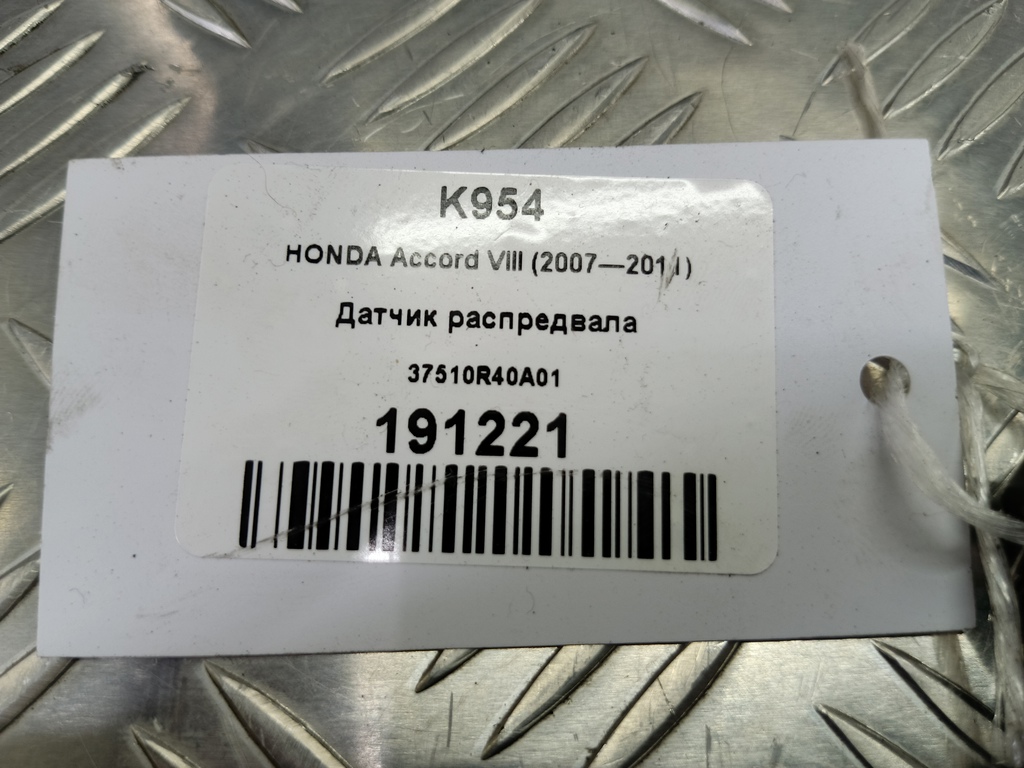 K954
HONDA Accord VIII (2007—2011)
Датчик распредвала
37510R40A01
191221